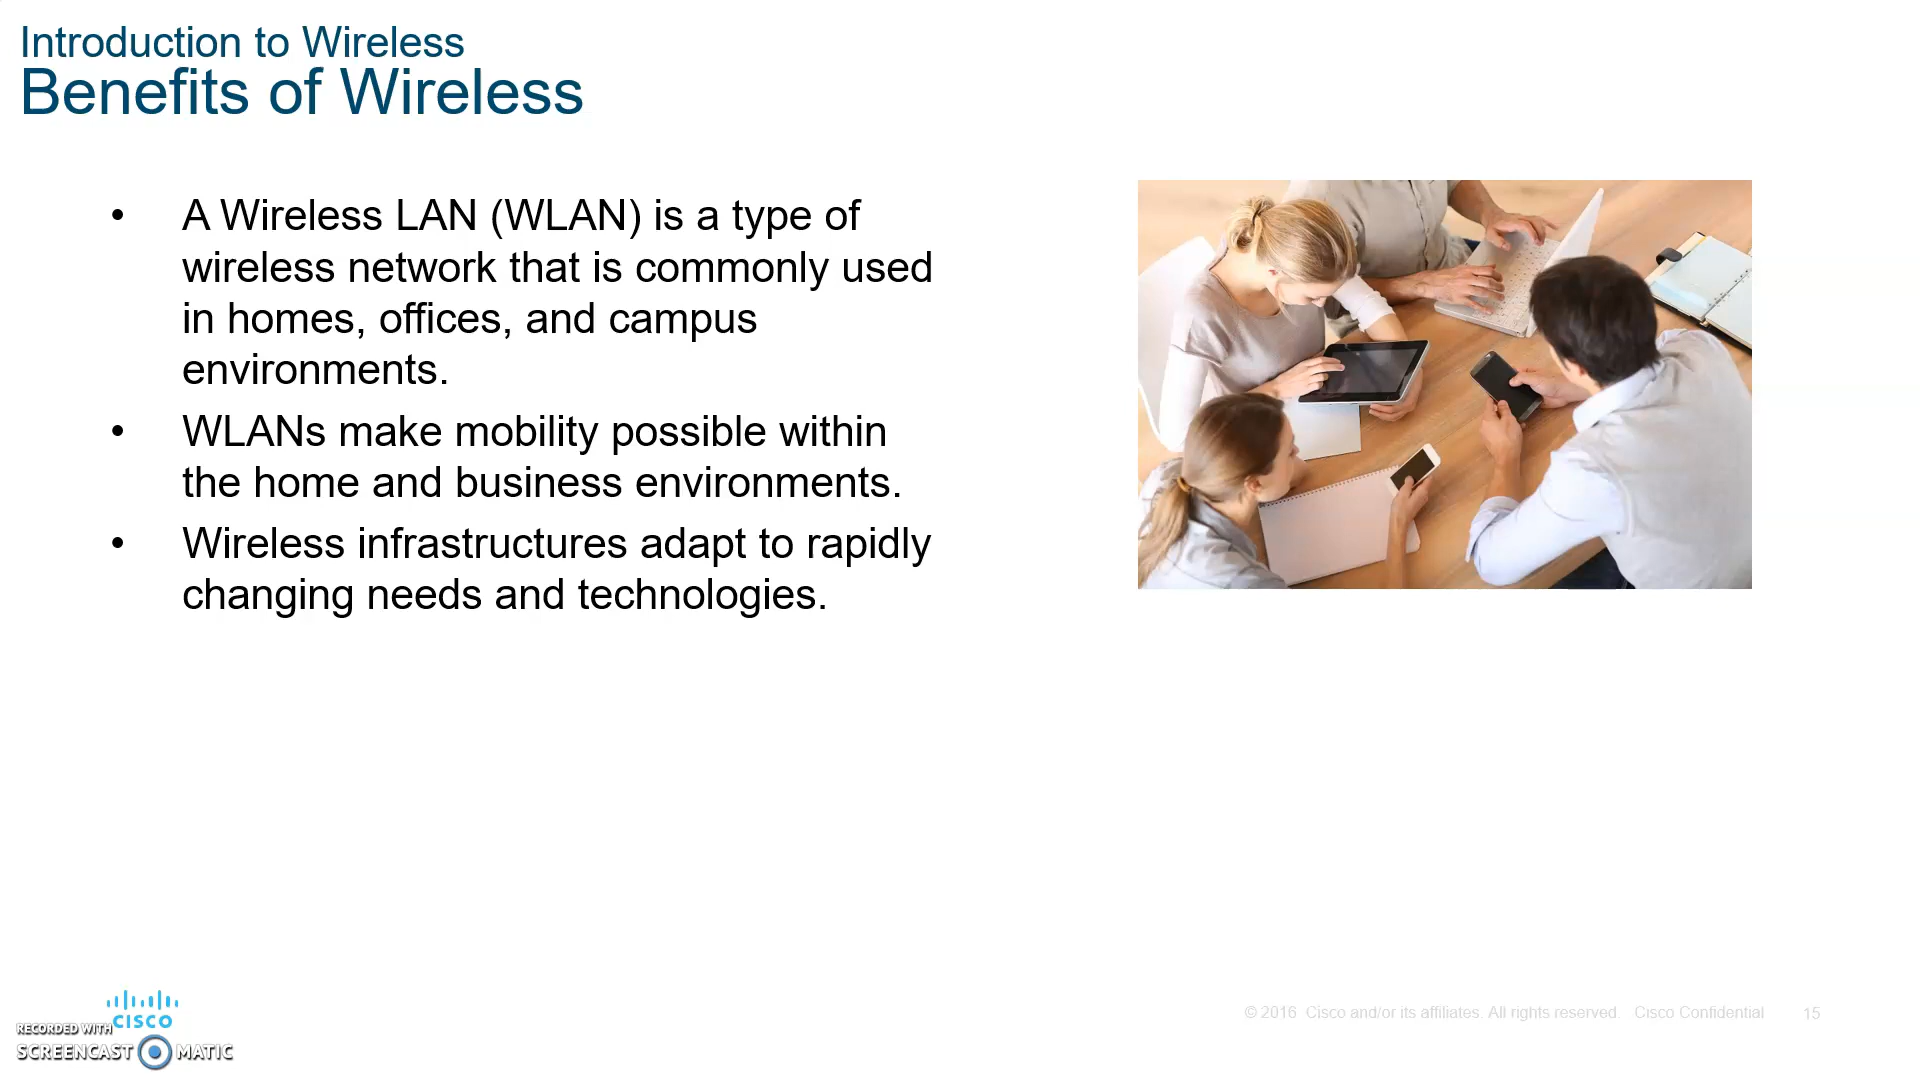 Introduction to Wireless
Benefits of Wireless
• A Wireless LAN (WLAN) is a type of
wireless network that is commonly used
in homes, offices, and campus
environments.
• WLANs make mobility possible within
the home and business environments.
• Wireless infrastructures adapt to rapidly
changing needs and technologies.
CISCO
RECORDED WITH
SCREENCAST MATIC
© 2016 Cisco and/or its affiliates. All rights reserved. Cisco Confidential 15